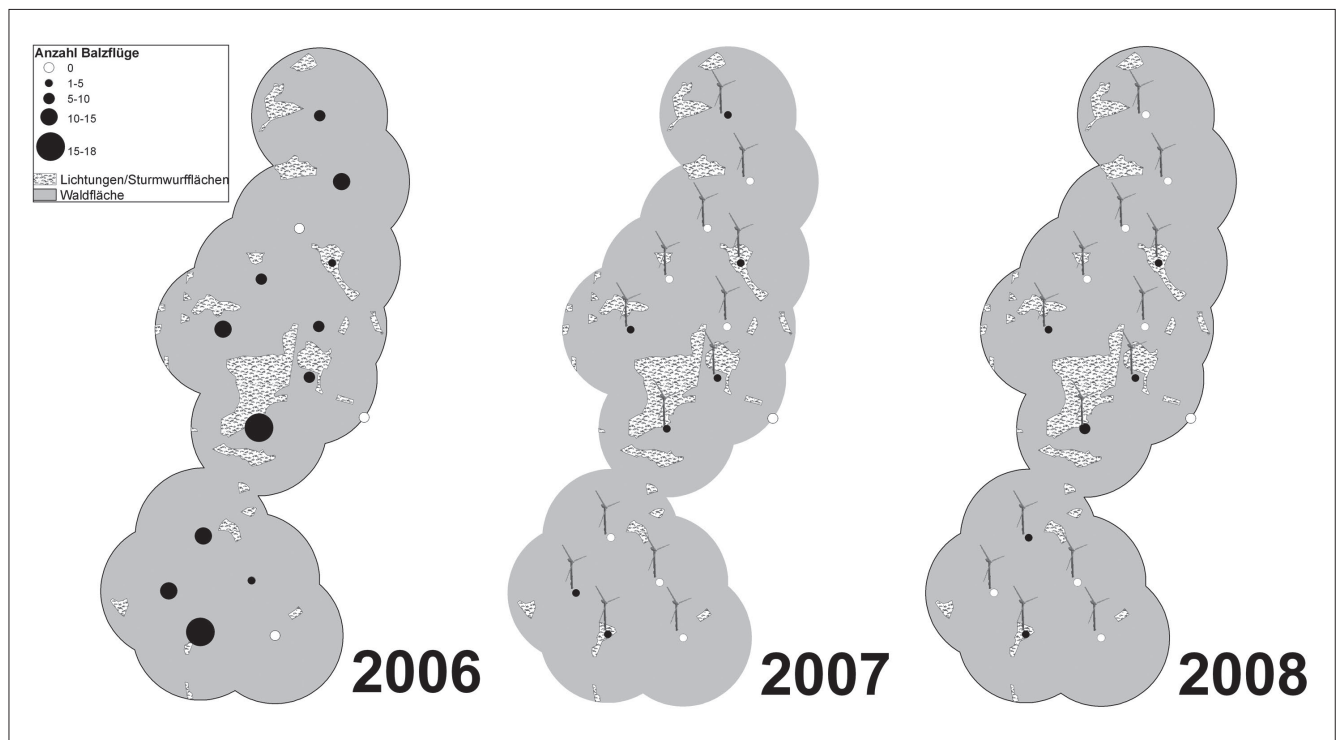 Anzahl Balzflüge
0
1-5
5-10
10-15
15-18
Lichtungen/Sturmwurfflächen
Waldfläche
2006
2007
2008